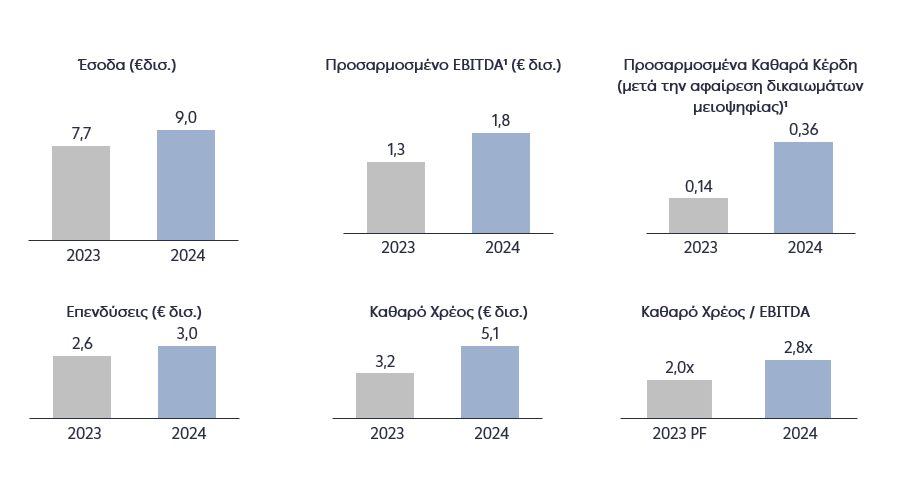 Έσοδα (€δισ.)
7,7
9,0
2023
2024
Προσαρμοσμένο EBITDA¹ (€ δισ.)
1,3
1,8
2023
2024
Προσαρμοσμένα Καθαρά Κέρδη
(μετά την αφαίρεση δικαιωμάτων
μειοψηφίας)¹
0,14
0,36
2023
2024
Επενδύσεις (€ δισ.)
2,6
3,0
2023
2024
Καθαρό Χρέος (€ δισ.)
3,2
5,1
2023
2024
Καθαρό Χρέος / EBITDA
2,0x
2,8x
2023 PF
2024